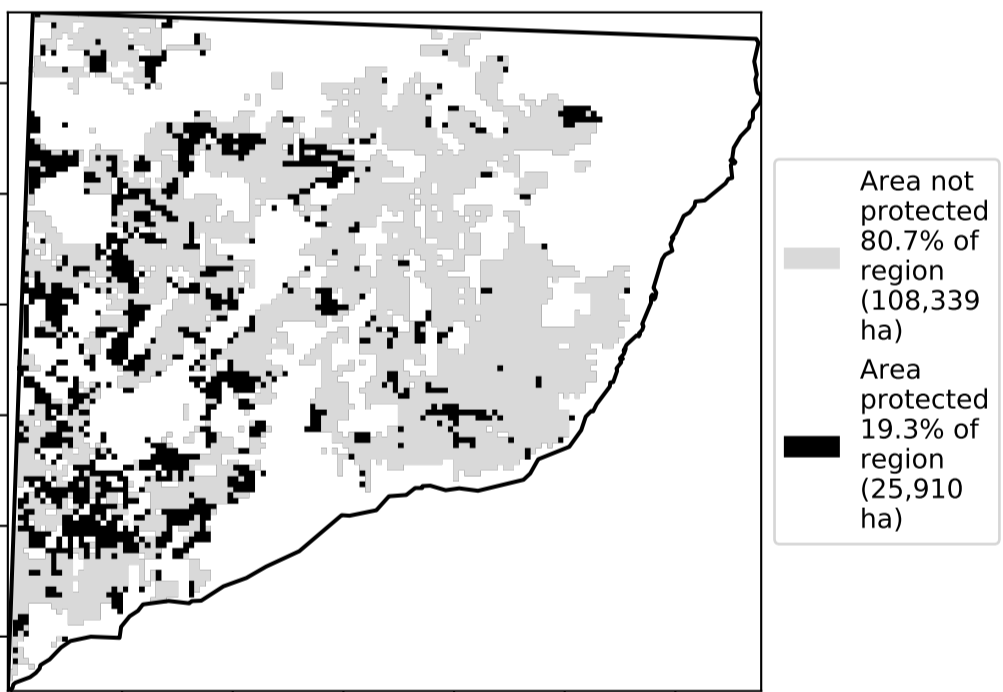 Area not
protected
80.7% of
region
(108,339
ha)
Area
protected
19.3% of
region
(25,910
ha)